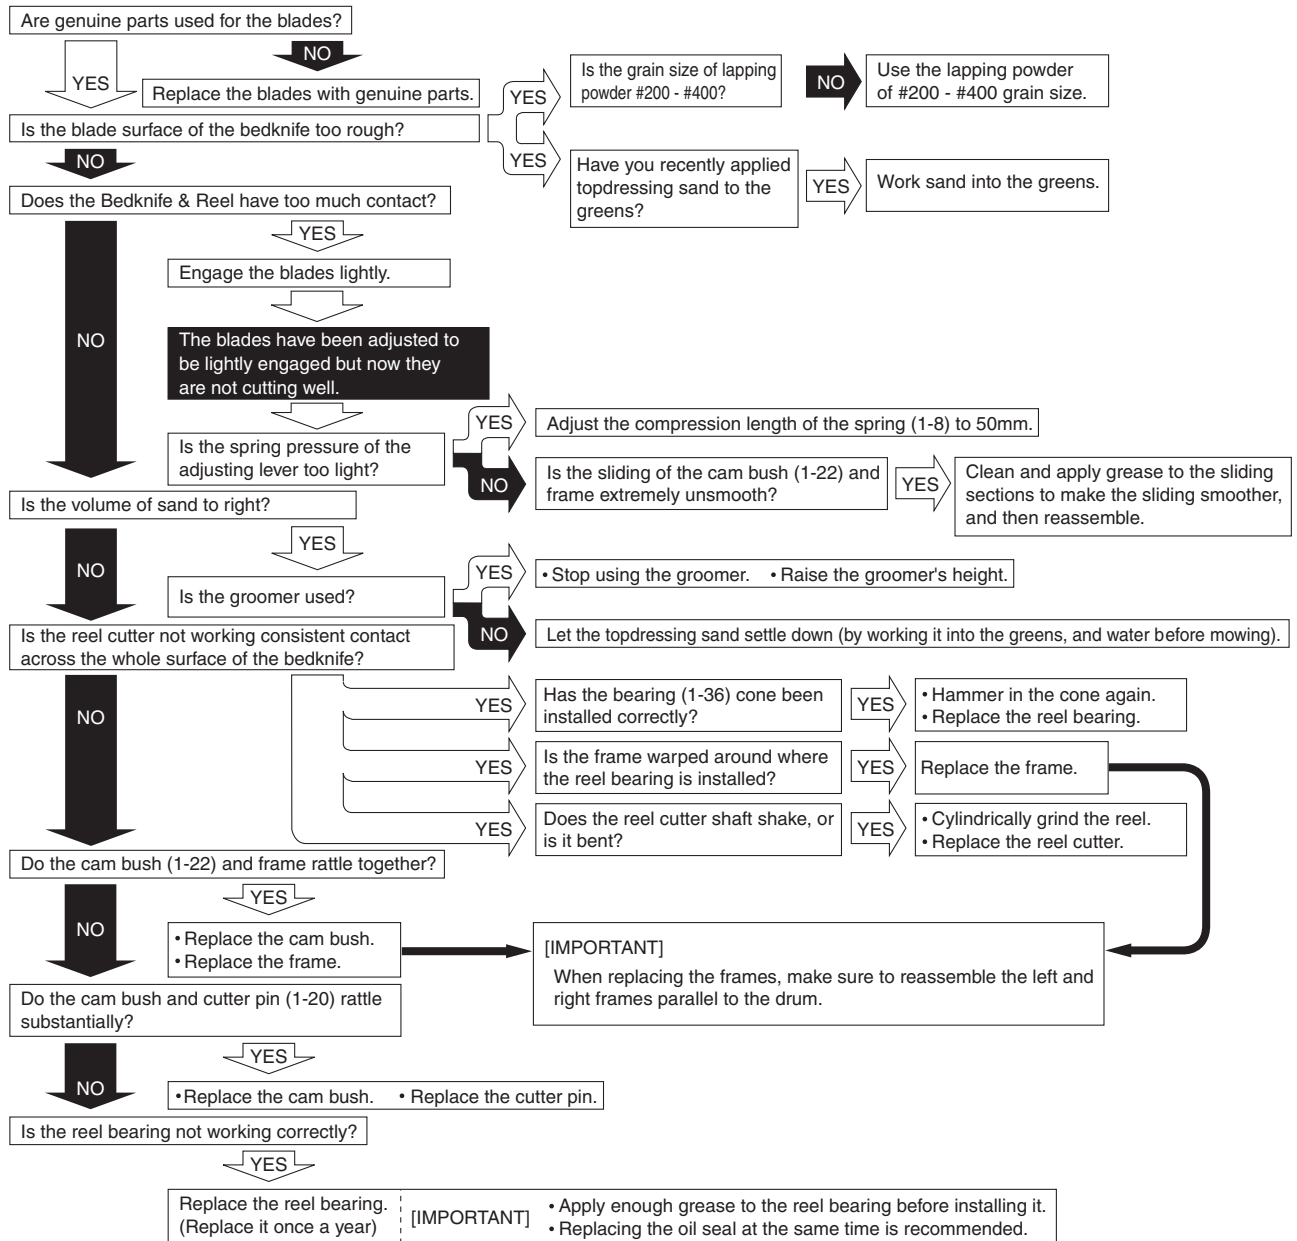 Are genuine parts used for the blades?
YES
NO
Replace the blades with genuine parts.
Is the blade surface of the bedknife too rough?
YES
Is the grain size of lapping
powder #200 - #400?
NO
Use the lapping powder
of #200 - #400 grain size.
YES
Have you recently applied
topdressing sand to the
greens?
YES
Work sand into the greens.
NO
Does the Bedknife & Reel have too much contact?
YES
Engage the blades lightly.
NO
The blades have been adjusted to
be lightly engaged but now they
are not cutting well.
Is the spring pressure of the
adjusting lever too light?
YES
Adjust the compression length of the spring (1-8) to 50mm.
NO
Is the sliding of the cam bush (1-22) and
frame extremely unsmooth?
YES
Clean and apply grease to the sliding
sections to make the sliding smoother,
and then reassemble.
Is the volume of sand to right?
YES
NO
Is the groomer used?
YES
• Stop using the groomer. • Raise the groomer's height.
NO
Let the topdressing sand settle down (by working it into the greens, and water before mowing).
Is the reel cutter not working consistent contact
across the whole surface of the bedknife?
NO
YES
Has the bearing (1-36) cone been
installed correctly?
YES
• Hammer in the cone again.
• Replace the reel bearing.
YES
Is the frame warped around where
the reel bearing is installed?
YES
Replace the frame.
YES
Does the reel cutter shaft shake, or
is it bent?
YES
• Cylindrically grind the reel.
• Replace the reel cutter.
Do the cam bush (1-22) and frame rattle together?
YES
NO
• Replace the cam bush.
• Replace the frame.
[IMPORTANT]
When replacing the frames, make sure to reassemble the left and
right frames parallel to the drum.
Do the cam bush and cutter pin (1-20) rattle
substantially?
YES
NO
•Replace the cam bush. • Replace the cutter pin.
Is the reel bearing not working correctly?
YES
Replace the reel bearing.
(Replace it once a year)
[IMPORTANT]
• Apply enough grease to the reel bearing before installing it.
• Replacing the oil seal at the same time is recommended.